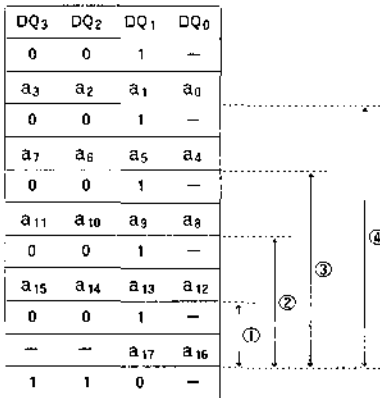 DQ₃ DQ₂ DQ₁ DQ₀
0 0 1 —
a₃ a₂ a₁ a₀
0 0 1 —
a₇ a₆ a₅ a₄
0 0 1 —
a₁₁ a₁₀ a₉ a₈
0 0 1 —
a₁₅ a₁₄ a₁₃ a₁₂
0 0 1 —
— — a₁₇ a₁₆
1 1 0 —
④
③
②
①